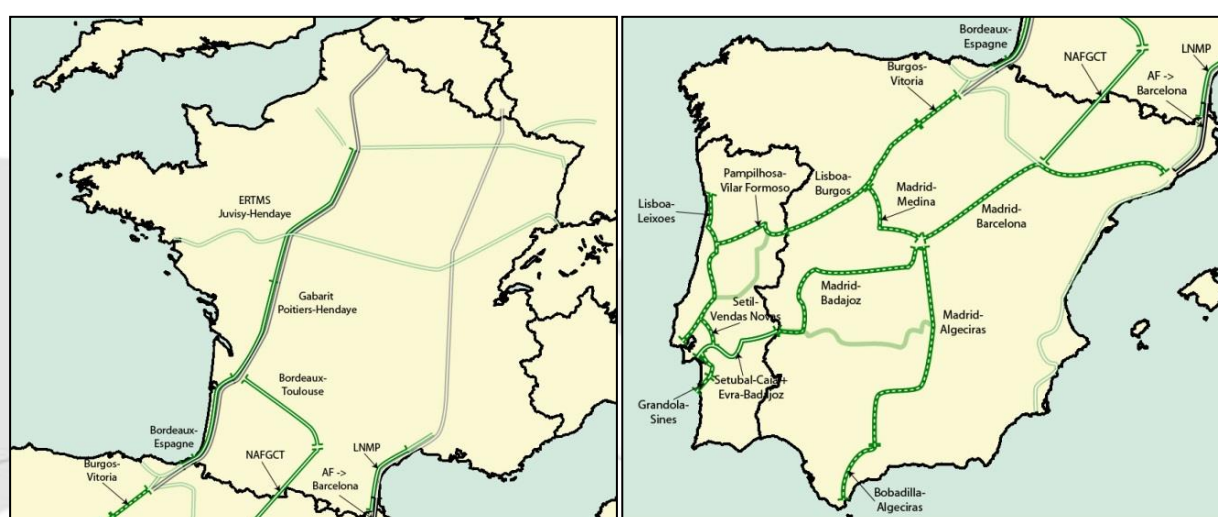 ERTMS
Juvisy-Hendaye
Gabarit
Poitiers-Hendaye
Bordeaux-
Toulouse
Bordeaux-
Espagne
Burgos-
Vitoria
NAFGCT
AF ->
Barcelona
LNMP
Bordeaux-
Espagne
NAFGCT
LNMP
AF ->
Barcelona
Burgos-
Vitoria
Pampilhosa-
Vilar Formoso
Lisboa-
Burgos
Madrid-
Medina
Lisboa-
Leixoes
Madrid-
Barcelona
Madrid-
Badajoz
Setil-
Vendas Novas
Madrid-
Algeciras
Setubal-Caia+
Evra-Badajoz
Grandola-
Sines
Bobadilla-
Algeciras